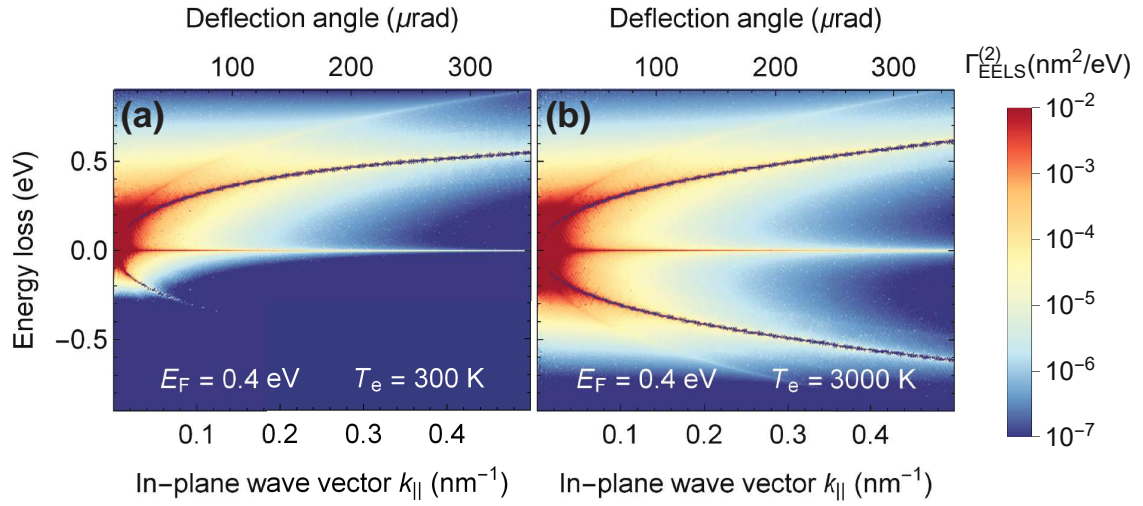 Deflection angle (μrad) Deflection angle (μrad)
100 200 300 100 200 300 Γ(2)EELS(nm2/eV)
(a) (b) 10−2
0.5 10−3
Energy loss (eV) 0.0 10−4
10−5
−0.5 10−6
EF = 0.4 eV Te = 300 K EF = 0.4 eV Te = 3000 K
10−7
0.1 0.2 0.3 0.4 0.1 0.2 0.3 0.4
In−plane wave vector k|| (nm−1) In−plane wave vector k|| (nm−1)